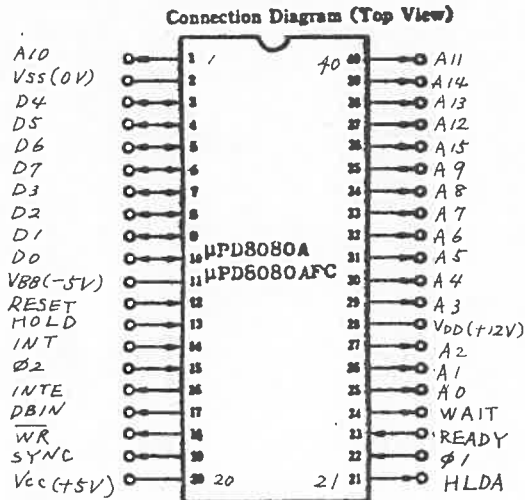 Connection Diagram (Top View)
A10 1 1 40 40 A11
VSS(0V) 2 39 A14
D4 3 38 A13
D5 4 37 A12
D6 5 36 A15
D7 6 35 A9
D3 7 34 A8
D2 8 33 A7
D1 9 32 A6
D0 10 μPD8080A 31 A5
VBB(-5V) 11 μPD8080AFC 30 A4
RESET 12 29 A3
HOLD 13 28 VDD(+12V)
INT 14 27 A2
Ø2 15 26 A1
INTE 16 25 A0
DBIN 17 24 WAIT
W̅R̅ 18 23 READY
SYNC 19 22 Ø1
Vcc(+5V) 20 20 21 21 HLDA